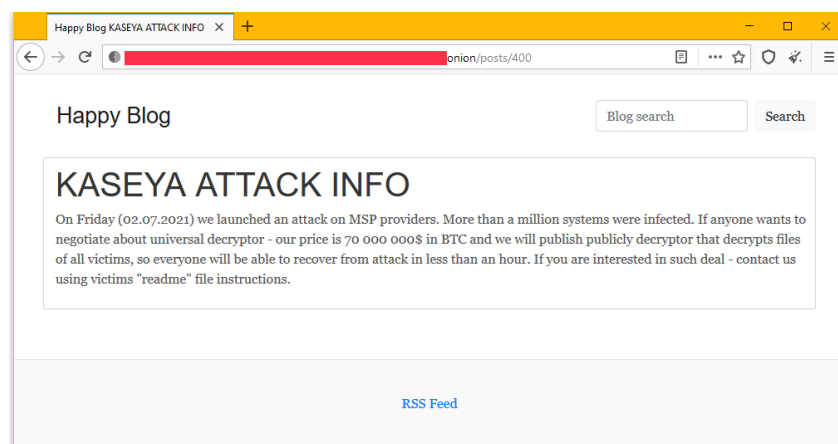 Happy Blog KASEYA ATTACK INFO
onion/posts/400
Happy Blog
Blog search
Search
KASEYA ATTACK INFO
On Friday (02.07.2021) we launched an attack on MSP providers. More than a million systems were infected. If anyone wants to
negotiate about universal decryptor - our price is 70 000 000$ in BTC and we will publish publicly decryptor that decrypts files
of all victims, so everyone will be able to recover from attack in less than an hour. If you are interested in such deal - contact us
using victims "readme" file instructions.
RSS Feed